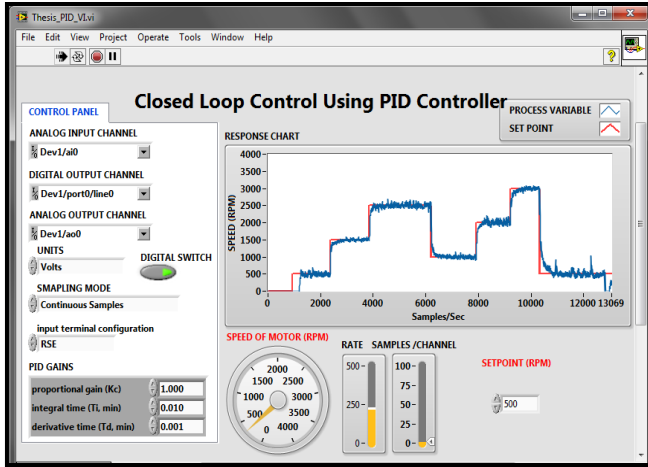 Thesis_PID_VI.vi
File Edit View Project Operate Tools Window Help
Closed Loop Control Using PID Controller
PROCESS VARIABLE
SET POINT
CONTROL PANEL
ANALOG INPUT CHANNEL
Dev1/ai0
DIGITAL OUTPUT CHANNEL
Dev1/port0/line0
ANALOG OUTPUT CHANNEL
Dev1/ao0
UNITS
Volts
DIGITAL SWITCH
SMAPLING MODE
Continuous Samples
input terminal configuration
RSE
PID GAINS
proportional gain (Kc) 1.000
integral time (Ti, min) 0.010
derivative time (Td, min) 0.001
RESPONSE CHART
SPEED (RPM)
4000
3500
3000
2500
2000
1500
1000
500
0
0 2000 4000 6000 8000 10000 12000 13069
Samples/Sec
SPEED OF MOTOR (RPM)
0 500 1000 1500 2000 2500 3000 3500 4000
RATE
500
250
0
SAMPLES /CHANNEL
100
75
50
25
0
SETPOINT (RPM)
500